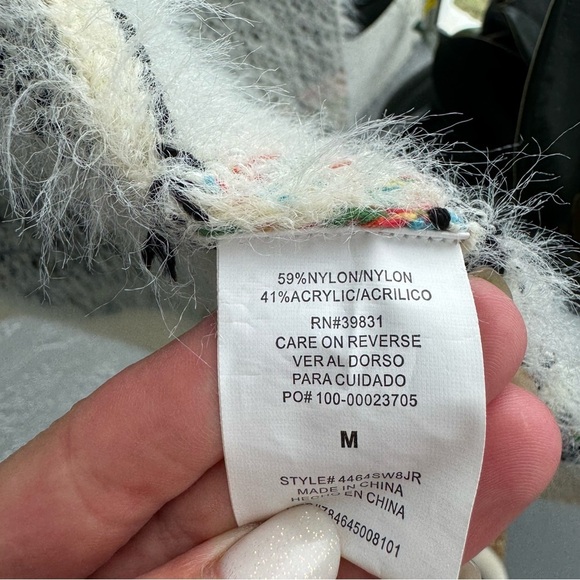 59%NYLON/NYLON
41%ACRYLIC/ACRILICO
RN#39831
CARE ON REVERSE
VER AL DORSO
PARA CUIDADO
PO# 100-00023705
M
STYLE# 4464SW8JR
MADE IN CHINA
HECHO EN CHINA